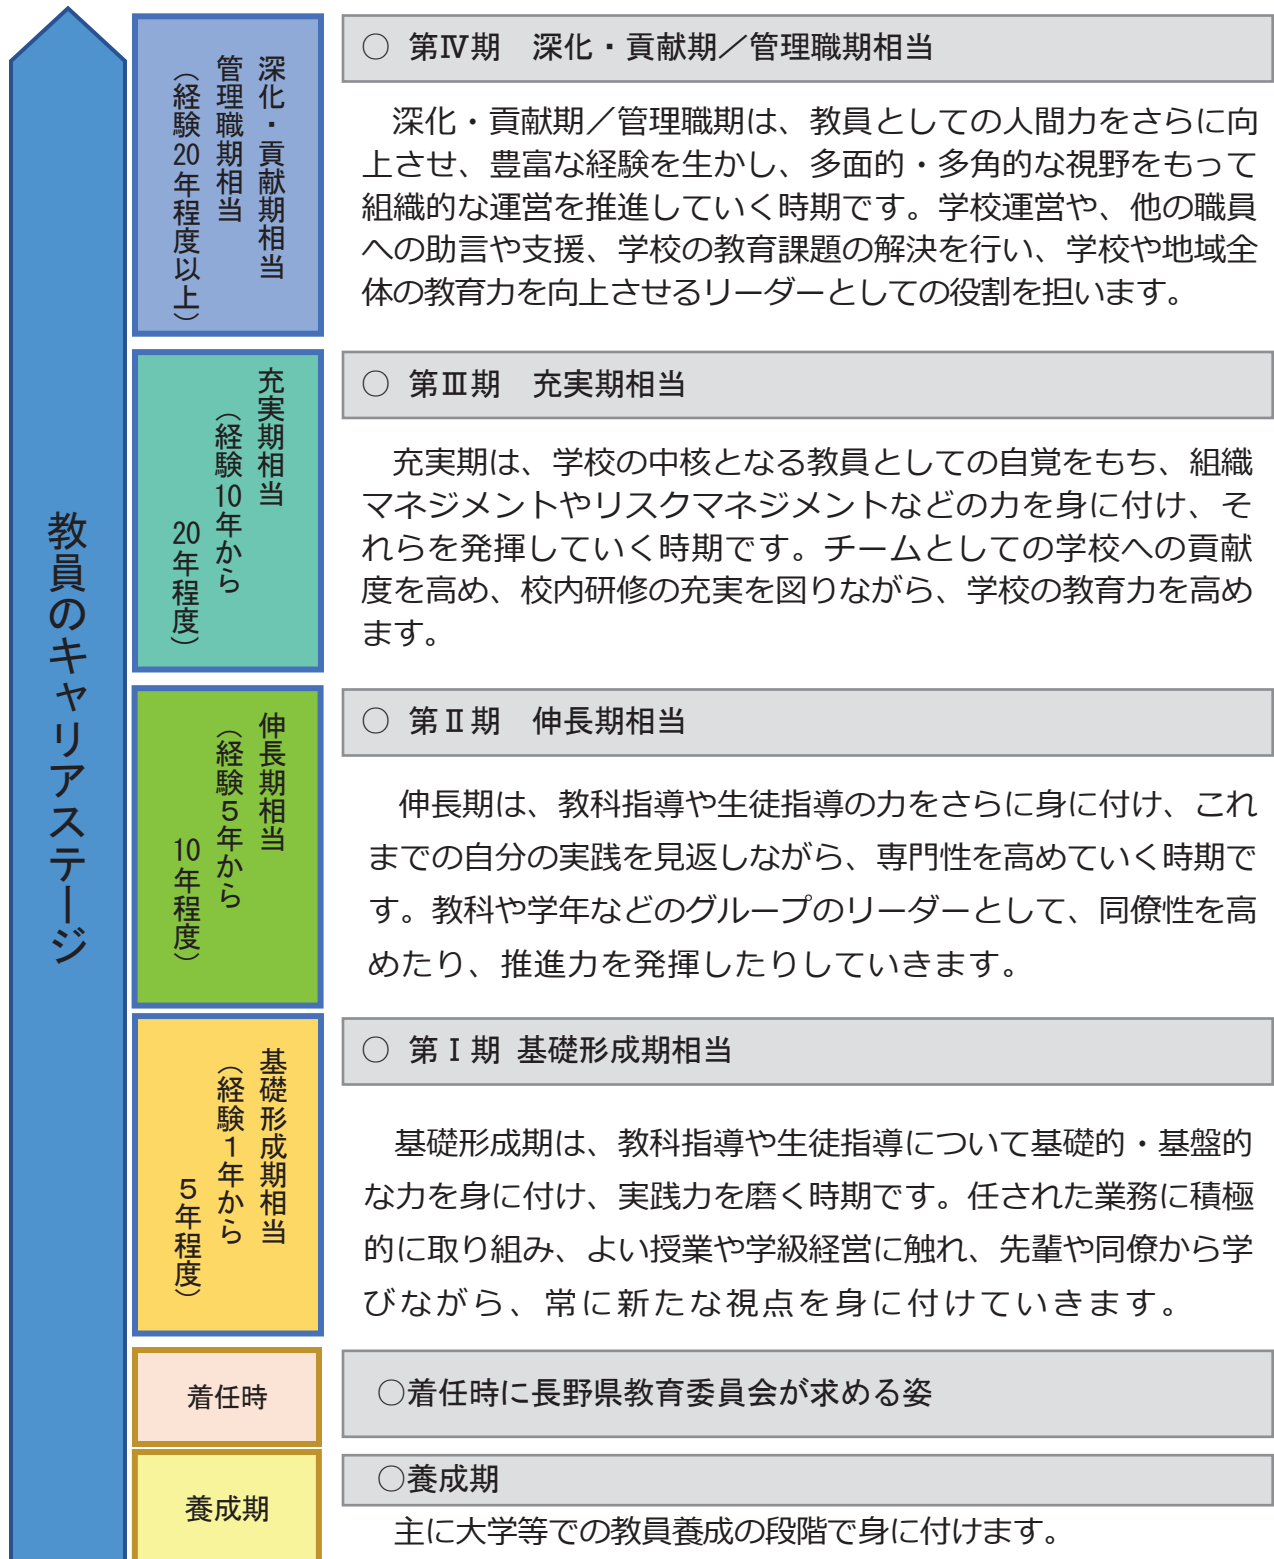 教員のキャリアステージ
深化・貢献期相当
管理職期相当
（経験20年程度以上）
○ 第Ⅳ期　深化・貢献期／管理職期相当
深化・貢献期／管理職期は、教員としての人間力をさらに向
上させ、豊富な経験を生かし、多面的・多角的な視野をもって
組織的な運営を推進していく時期です。学校運営や、他の職員
への助言や支援、学校の教育課題の解決を行い、学校や地域全
体の教育力を向上させるリーダーとしての役割を担います。
充実期相当
（経験10年から
20年程度）
○ 第Ⅲ期　充実期相当
充実期は、学校の中核となる教員としての自覚をもち、組織
マネジメントやリスクマネジメントなどの力を身に付け、そ
れらを発揮していく時期です。チームとしての学校への貢献
度を高め、校内研修の充実を図りながら、学校の教育力を高め
ます。
伸長期相当
（経験５年から
10年程度）
○ 第Ⅱ期　伸長期相当
伸長期は、教科指導や生徒指導の力をさらに身に付け、これ
までの自分の実践を見返しながら、専門性を高めていく時期で
す。教科や学年などのグループのリーダーとして、同僚性を高
めたり、推進力を発揮したりしていきます。
基礎形成期相当
（経験１年から
５年程度）
○ 第Ⅰ期 基礎形成期相当
基礎形成期は、教科指導や生徒指導について基礎的・基盤的
な力を身に付け、実践力を磨く時期です。任された業務に積極
的に取り組み、よい授業や学級経営に触れ、先輩や同僚から学
びながら、常に新たな視点を身に付けていきます。
着任時
○着任時に長野県教育委員会が求める姿
養成期
○養成期
主に大学等での教員養成の段階で身に付けます。